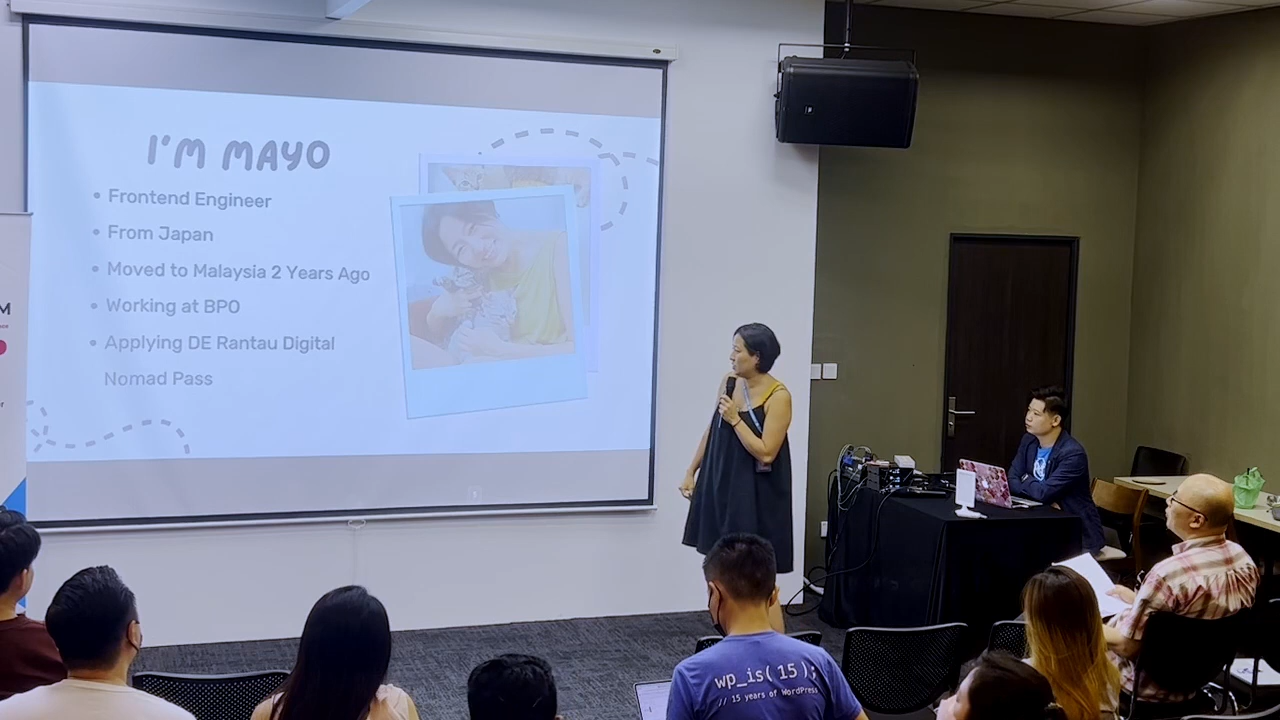 I'M MAYO
Frontend Engineer
From Japan
Moved to Malaysia 2 Years Ago
Working at BPO
Applying DE Rantau Digital
Nomad Pass
wp_is( 15 );
// 15 years of WordPress